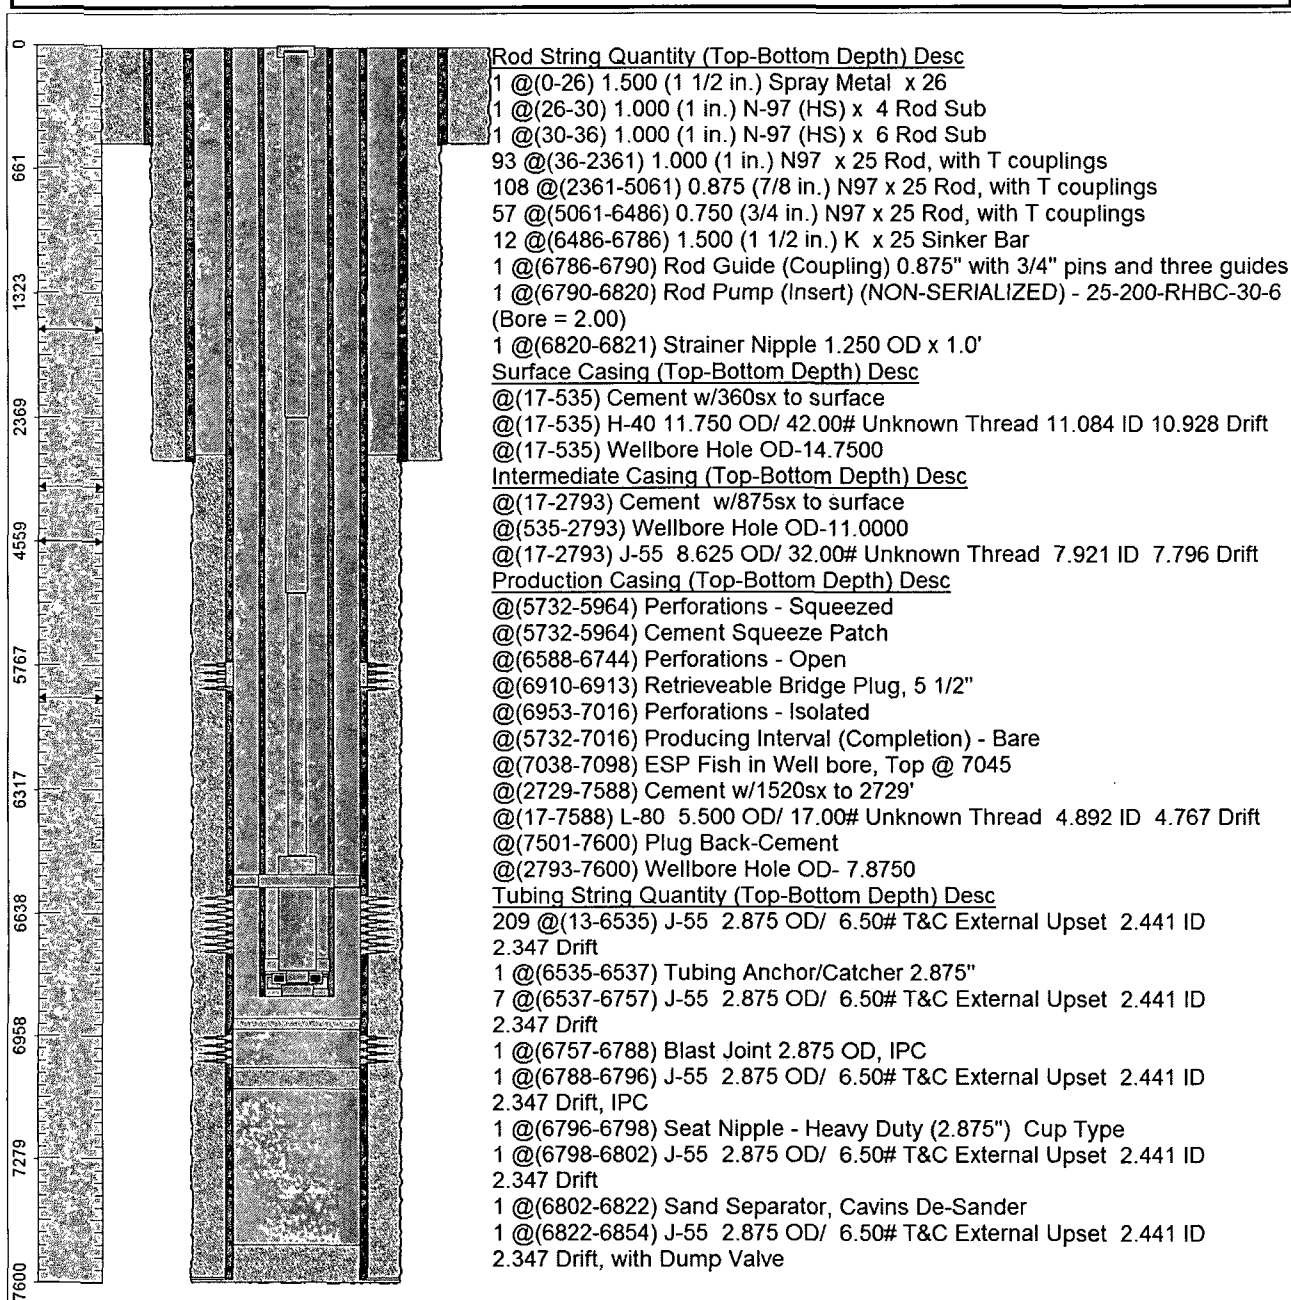 0
661
1323
2369
4559
5767
6317
6638
6958
7279
7600
Rod String Quantity (Top-Bottom Depth) Desc
1 @(0-26) 1.500 (1 1/2 in.) Spray Metal x 26
1 @(26-30) 1.000 (1 in.) N-97 (HS) x 4 Rod Sub
1 @(30-36) 1.000 (1 in.) N-97 (HS) x 6 Rod Sub
93 @(36-2361) 1.000 (1 in.) N97 x 25 Rod, with T couplings
108 @(2361-5061) 0.875 (7/8 in.) N97 x 25 Rod, with T couplings
57 @(5061-6486) 0.750 (3/4 in.) N97 x 25 Rod, with T couplings
12 @(6486-6786) 1.500 (1 1/2 in.) K x 25 Sinker Bar
1 @(6786-6790) Rod Guide (Coupling) 0.875" with 3/4" pins and three guides
1 @(6790-6820) Rod Pump (Insert) (NON-SERIALIZED) - 25-200-RHBC-30-6
(Bore = 2.00)
1 @(6820-6821) Strainer Nipple 1.250 OD x 1.0'
Surface Casing (Top-Bottom Depth) Desc
@(17-535) Cement w/360sx to surface
@(17-535) H-40 11.750 OD/ 42.00# Unknown Thread 11.084 ID 10.928 Drift
@(17-535) Wellbore Hole OD-14.7500
Intermediate Casing (Top-Bottom Depth) Desc
@(17-2793) Cement w/875sx to surface
@(535-2793) Wellbore Hole OD-11.0000
@(17-2793) J-55 8.625 OD/ 32.00# Unknown Thread 7.921 ID 7.796 Drift
Production Casing (Top-Bottom Depth) Desc
@(5732-5964) Perforations - Squeezed
@(5732-5964) Cement Squeeze Patch
@(6588-6744) Perforations - Open
@(6910-6913) Retrieveable Bridge Plug, 5 1/2"
@(6953-7016) Perforations - Isolated
@(5732-7016) Producing Interval (Completion) - Bare
@(7038-7098) ESP Fish in Well bore, Top @ 7045
@(2729-7588) Cement w/1520sx to 2729'
@(17-7588) L-80 5.500 OD/ 17.00# Unknown Thread 4.892 ID 4.767 Drift
@(7501-7600) Plug Back-Cement
@(2793-7600) Wellbore Hole OD- 7.8750
Tubing String Quantity (Top-Bottom Depth) Desc
209 @(13-6535) J-55 2.875 OD/ 6.50# T&C External Upset 2.441 ID
2.347 Drift
1 @(6535-6537) Tubing Anchor/Catcher 2.875"
7 @(6537-6757) J-55 2.875 OD/ 6.50# T&C External Upset 2.441 ID
2.347 Drift
1 @(6757-6788) Blast Joint 2.875 OD, IPC
1 @(6788-6796) J-55 2.875 OD/ 6.50# T&C External Upset 2.441 ID
2.347 Drift, IPC
1 @(6796-6798) Seat Nipple - Heavy Duty (2.875") Cup Type
1 @(6798-6802) J-55 2.875 OD/ 6.50# T&C External Upset 2.441 ID
2.347 Drift
1 @(6802-6822) Sand Separator, Cavins De-Sander
1 @(6822-6854) J-55 2.875 OD/ 6.50# T&C External Upset 2.441 ID
2.347 Drift, with Dump Valve